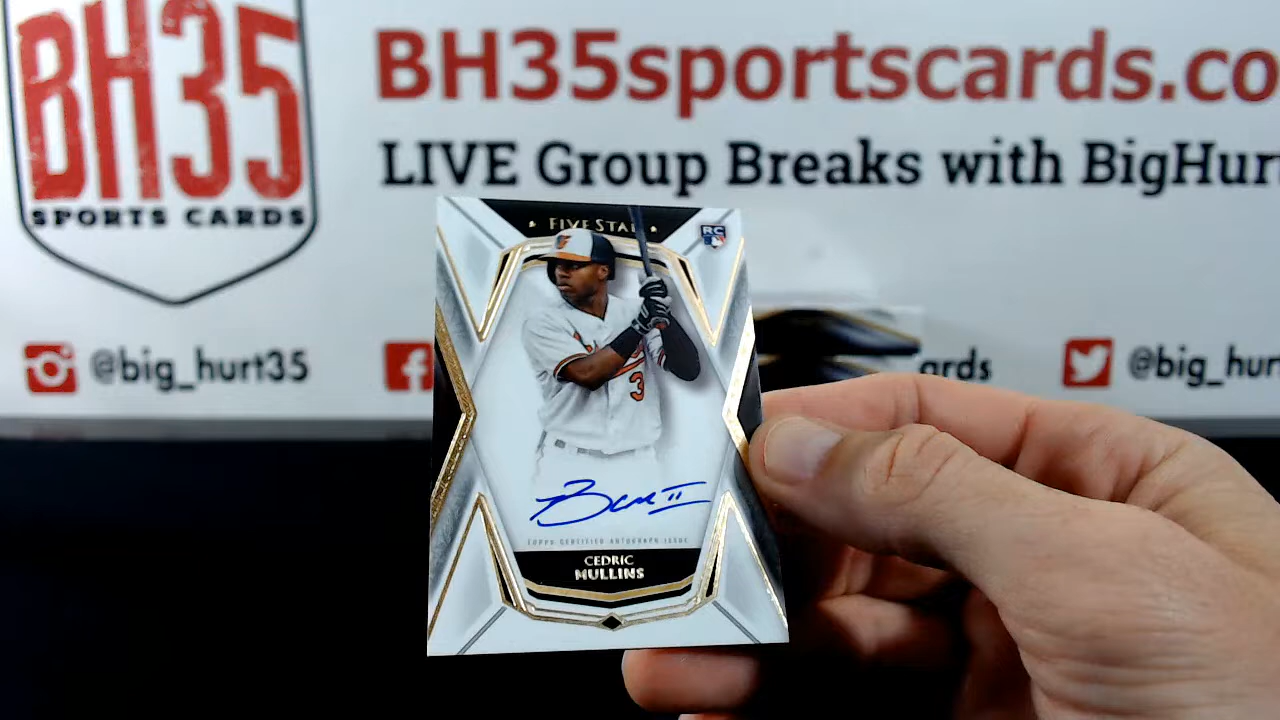 BH35
SPORTS CARDS
BH35sportscards.co
LIVE Group Breaks with BigHurt
@big_hurt35
ards
@big_hur
FIVE STAR
RC
3
TOPPS CERTIFIED AUTOGRAPH ISSUE
CEDRIC
MULLINS